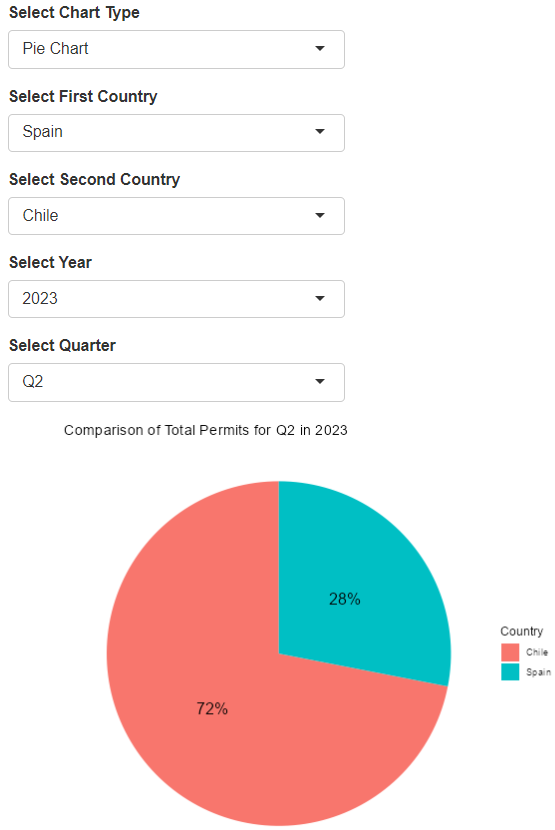 Select Chart Type
Pie Chart
Select First Country
Spain
Select Second Country
Chile
Select Year
2023
Select Quarter
Q2
Comparison of Total Permits for Q2 in 2023
28%
72%
Country
Chile
Spain